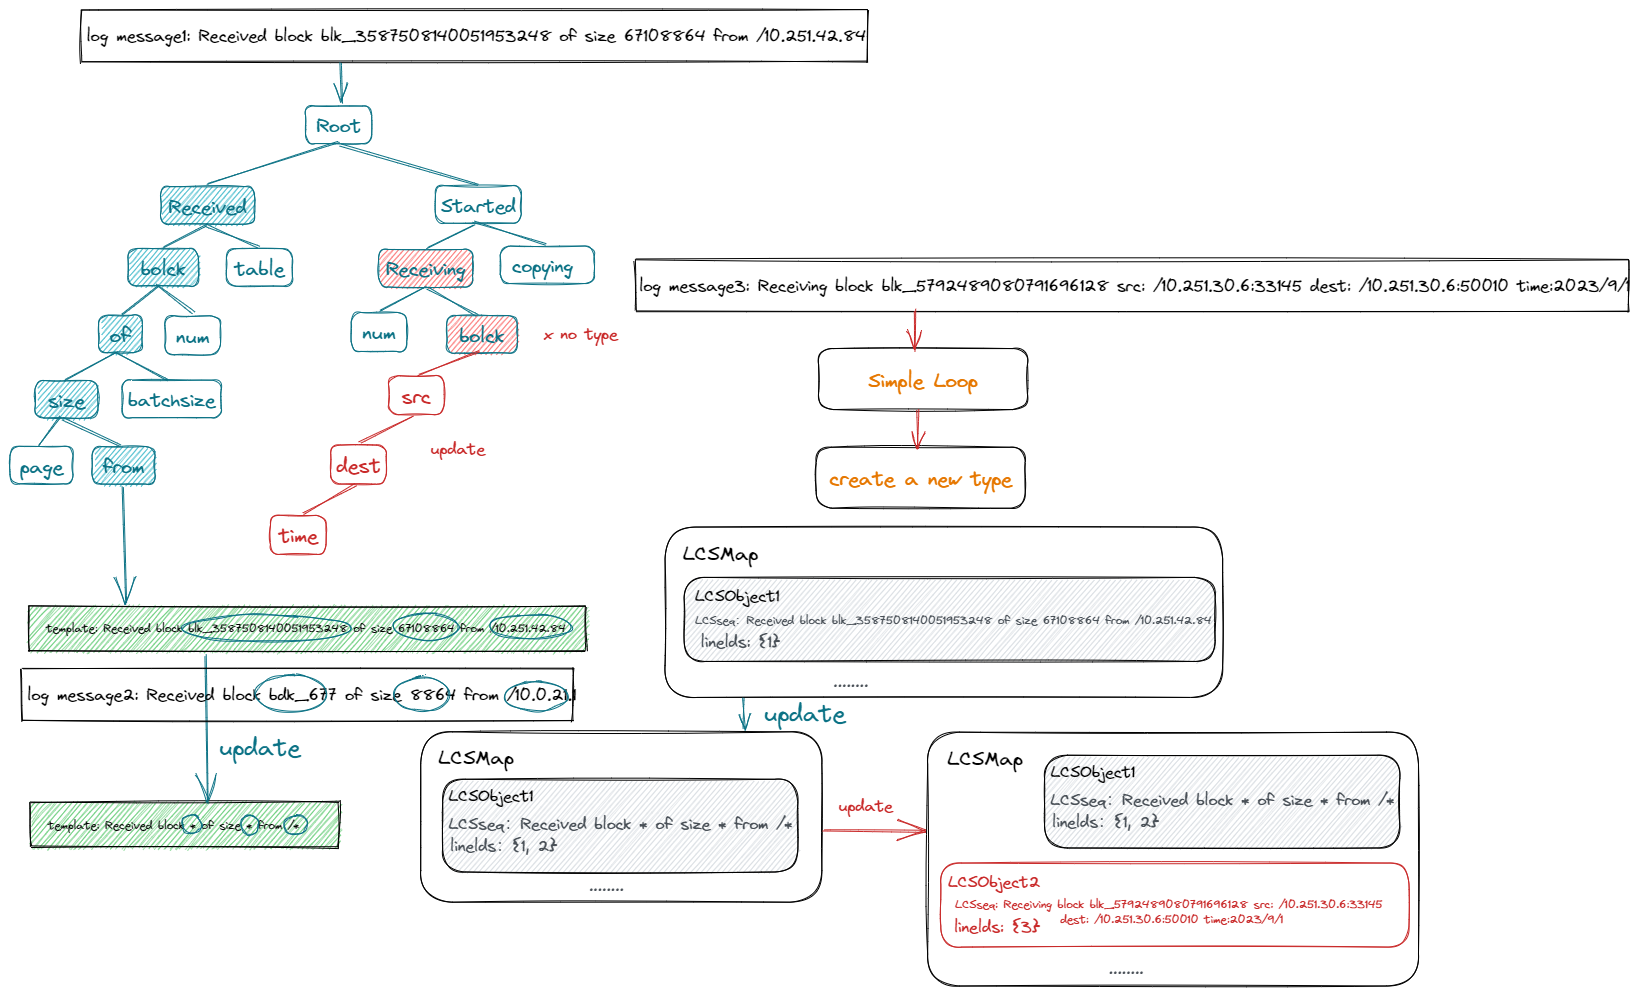 log message1: Received block blk_3587508140051953248 of size 67108864 from /10.251.42.84
Root
Received
Started
bolck
table
Receiving
copying
log message3: Receiving block blk_5792489080791696128 src: /10.251.30.6:33145 dest: /10.251.30.6:50010 time:2023/9/1
of
num
num
bolck
x no type
Simple Loop
size
batchsize
src
page
from
dest
update
create a new type
time
LCSMap
LCSObject1
LCSseq: Received block blk_3587508140051953248 of size 67108864 from /10.251.42.84
lineIds: {1}
........
template: Received block blk_3587508140051953248 of size 67108864 from /10.251.42.84
log message2: Received block bdk_677 of size 8864 from /10.0.21.1
update
update
template: Received block * of size * from /*
LCSMap
LCSObject1
LCSseq: Received block * of size * from /*
lineIds: {1, 2}
........
update
LCSMap
LCSObject1
LCSseq: Received block * of size * from /*
lineIds: {1, 2}
LCSObject2
LCSseq: Receiving block blk_5792489080791696128 src: /10.251.30.6:33145
dest: /10.251.30.6:50010 time:2023/9/1
lineIds: {3}
........